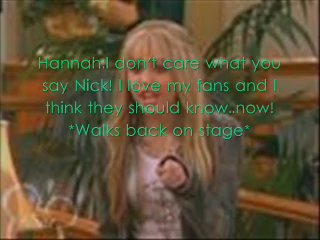 Hannah:I don't care what you
say Nick! I love my fans and I
think they should know..now!
*Walks back on stage*